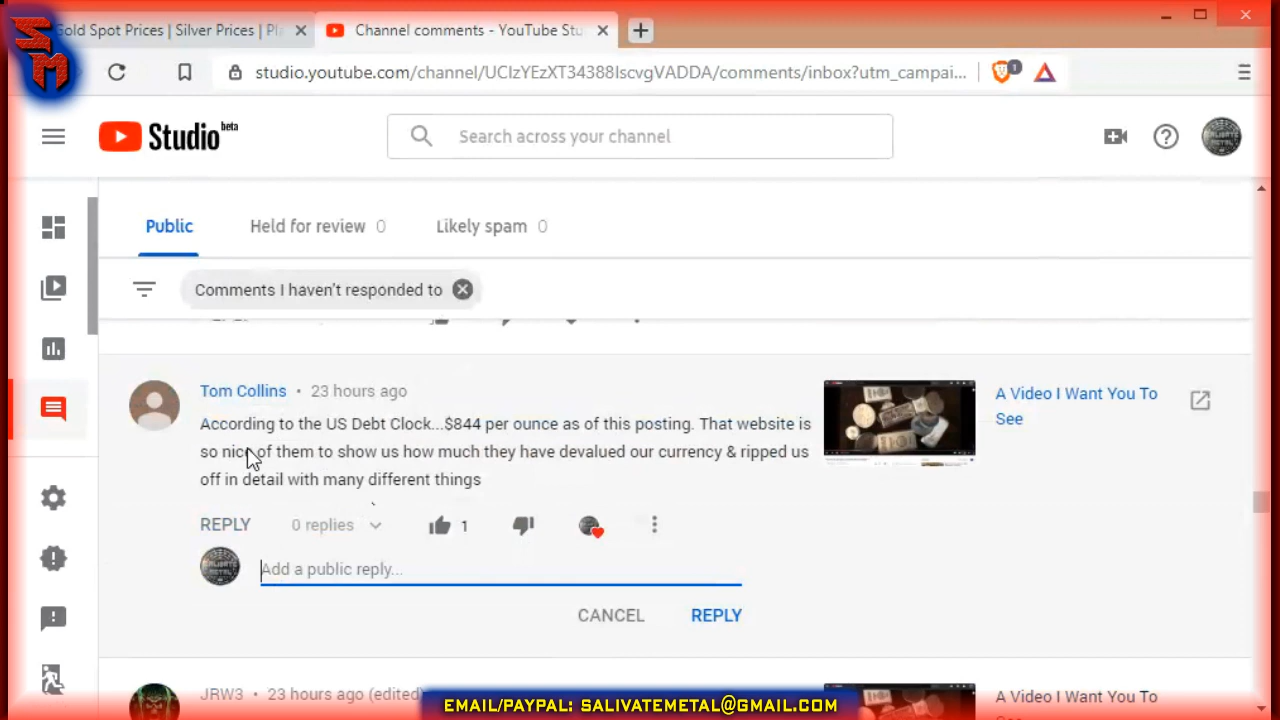 SM
Gold Spot Prices | Silver Prices | Pla
Channel comments - YouTube Stu
studio.youtube.com/channel/UCIzYEzXT34388IscvgVADDA/comments/inbox?utm_campai...
1
Studio beta
Search across your channel
Public
Held for review 0
Likely spam 0
Comments I haven't responded to
Tom Collins • 23 hours ago
According to the US Debt Clock...$844 per ounce as of this posting. That website is
so nice of them to show us how much they have devalued our currency & ripped us
off in detail with many different things
A Video I Want You To
See
REPLY 0 replies 1
Add a public reply...
CANCEL REPLY
JRW3 • 23 hours ago (edited)
A Video I Want You To
EMAIL/PAYPAL: SALIVATEMETAL@GMAIL.COM